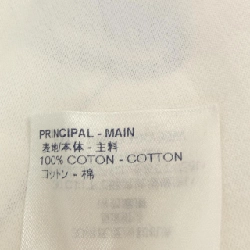 PRINCIPAL - MAIN
表地/本体 - 主料
100% COTON - COTTON
コットン - 棉